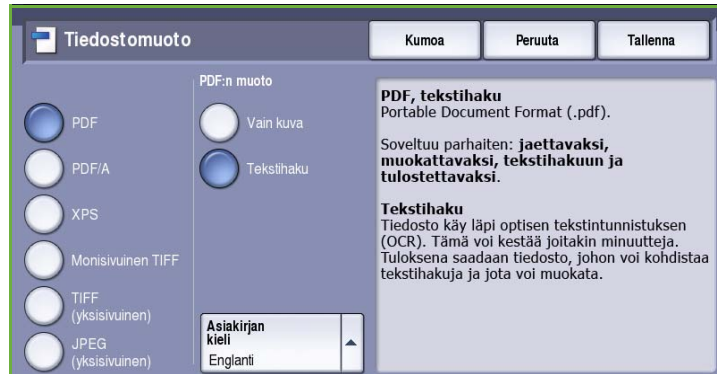 Tiedostomuoto
Kumoa
Peruuta
Tallenna
PDF
PDF/A
XPS
Monisivuinen TIFF
TIFF
(yksisivuinen)
JPEG
(yksisivuinen)
PDF:n muoto
Vain kuva
Tekstihaku
Asiakirjan
kieli
Englanti
PDF, tekstihaku
Portable Document Format (.pdf).
Soveltuu parhaiten: jaettavaksi,
muokattavaksi, tekstihakuun ja
tulostettavaksi.
Tekstihaku
Tiedosto käy läpi optisen tekstintunnistuksen
(OCR). Tämä voi kestää joitakin minuutteja.
Tuloksena saadaan tiedosto, johon voi kohdistaa
tekstihakuja ja jota voi muokata.